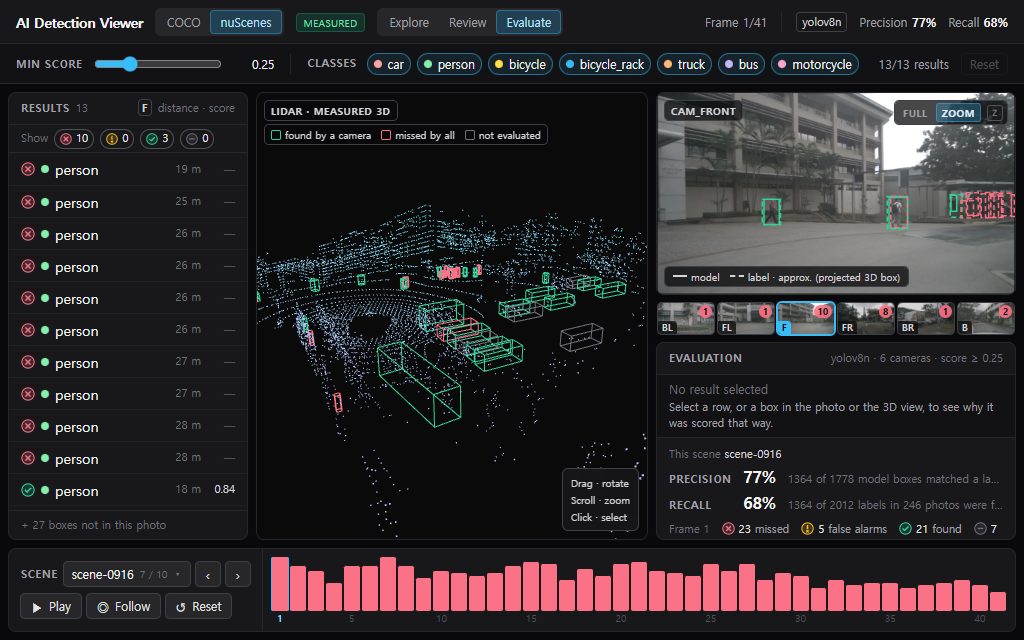 AI Detection Viewer COCO nuScenes MEASURED Explore Review Evaluate Frame 1/41 yolov8n Precision 77% Recall 68%
MIN SCORE 0.25 CLASSES car person bicycle bicycle_rack truck bus motorcycle 13/13 results Reset
RESULTS 13 F distance · score
Show 10 0 3 0
person 19 m —
person 25 m —
person 26 m —
person 26 m —
person 26 m —
person 26 m —
person 27 m —
person 27 m —
person 28 m —
person 28 m —
person 18 m 0.84
+ 27 boxes not in this photo
LIDAR · MEASURED 3D
found by a camera missed by all not evaluated
Drag · rotate
Scroll · zoom
Click · select
CAM_FRONT FULL ZOOM Z
model label · approx. (projected 3D box)
BL 1 FL 1 F 10 FR 8 BR 1 B 2
EVALUATION yolov8n · 6 cameras · score ≥ 0.25
No result selected
Select a row, or a box in the photo or the 3D view, to see why it
was scored that way.
This scene scene-0916
PRECISION 77% 1364 of 1778 model boxes matched a la...
RECALL 68% 1364 of 2012 labels in 246 photos were f...
Frame 1 23 missed 5 false alarms 21 found 7
SCENE scene-0916 7 / 10 ‹ ›
Play Follow Reset
1 5 10 15 20 25 30 35 40